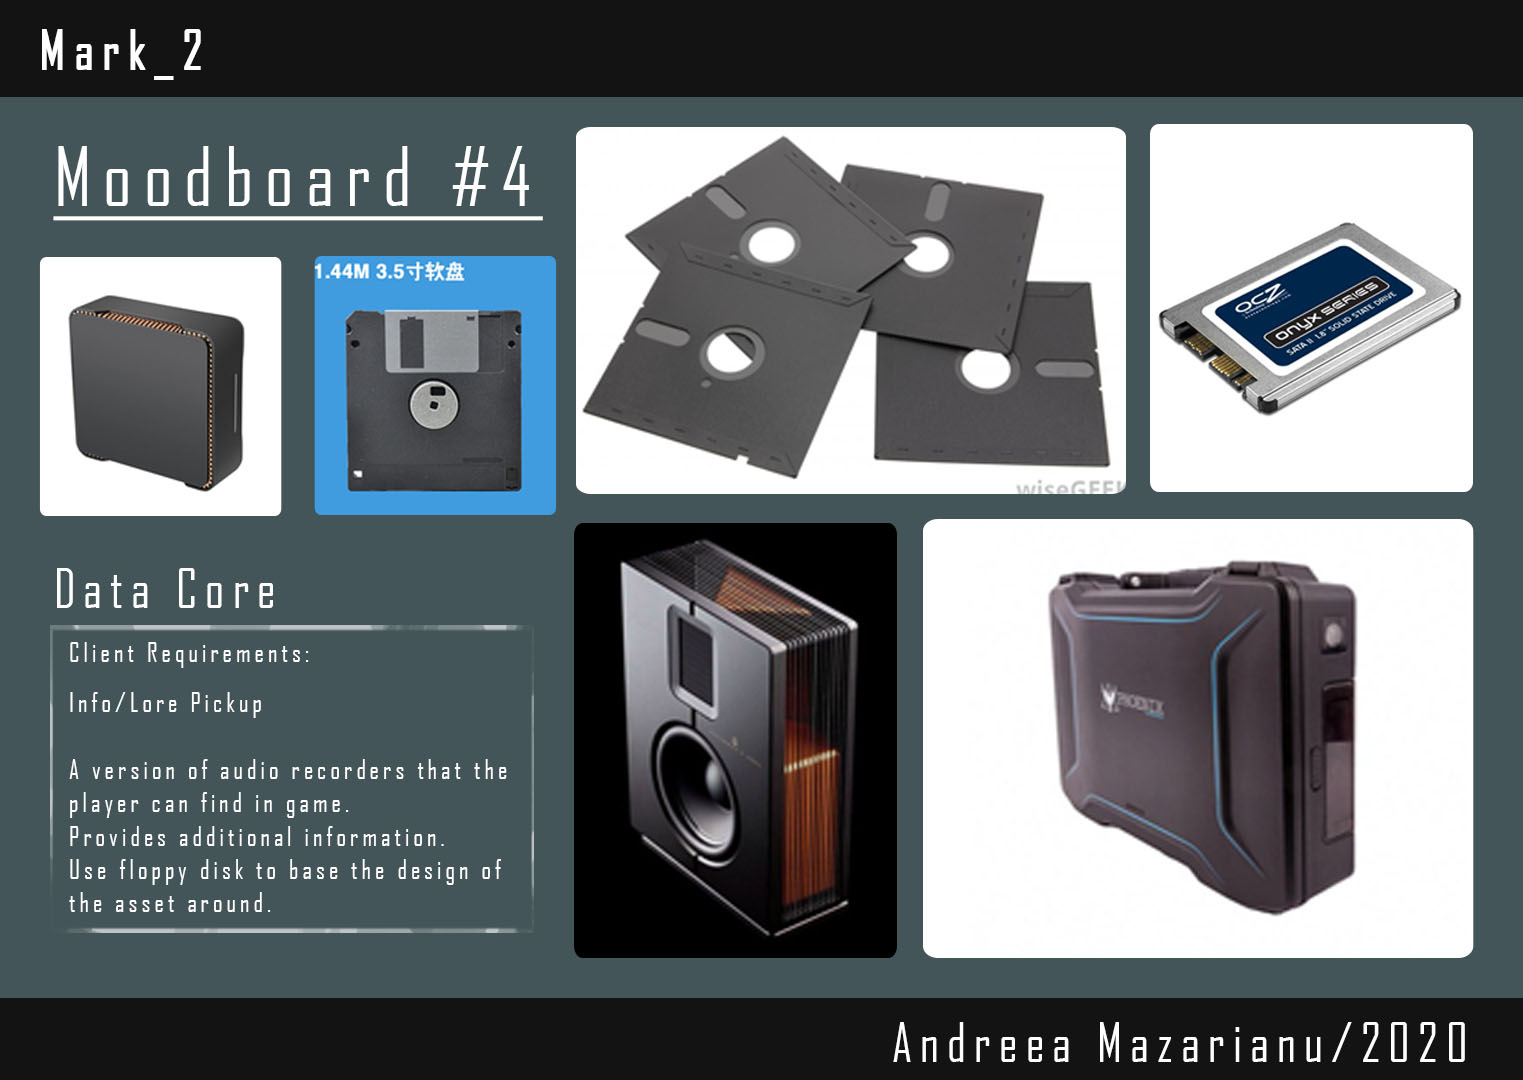 Mark_2
Moodboard #4
1.44M 3.5寸软盘
wiseGEEK
OCZ
ONYX SERIES
SATA II 1.8" SOLID STATE DRIVE
Data Core
Client Requirements:
Info/Lore Pickup
A version of audio recorders that the
player can find in game.
Provides additional information.
Use floppy disk to base the design of
the asset around.
PHOENIX
Andreea Mazarianu/2020